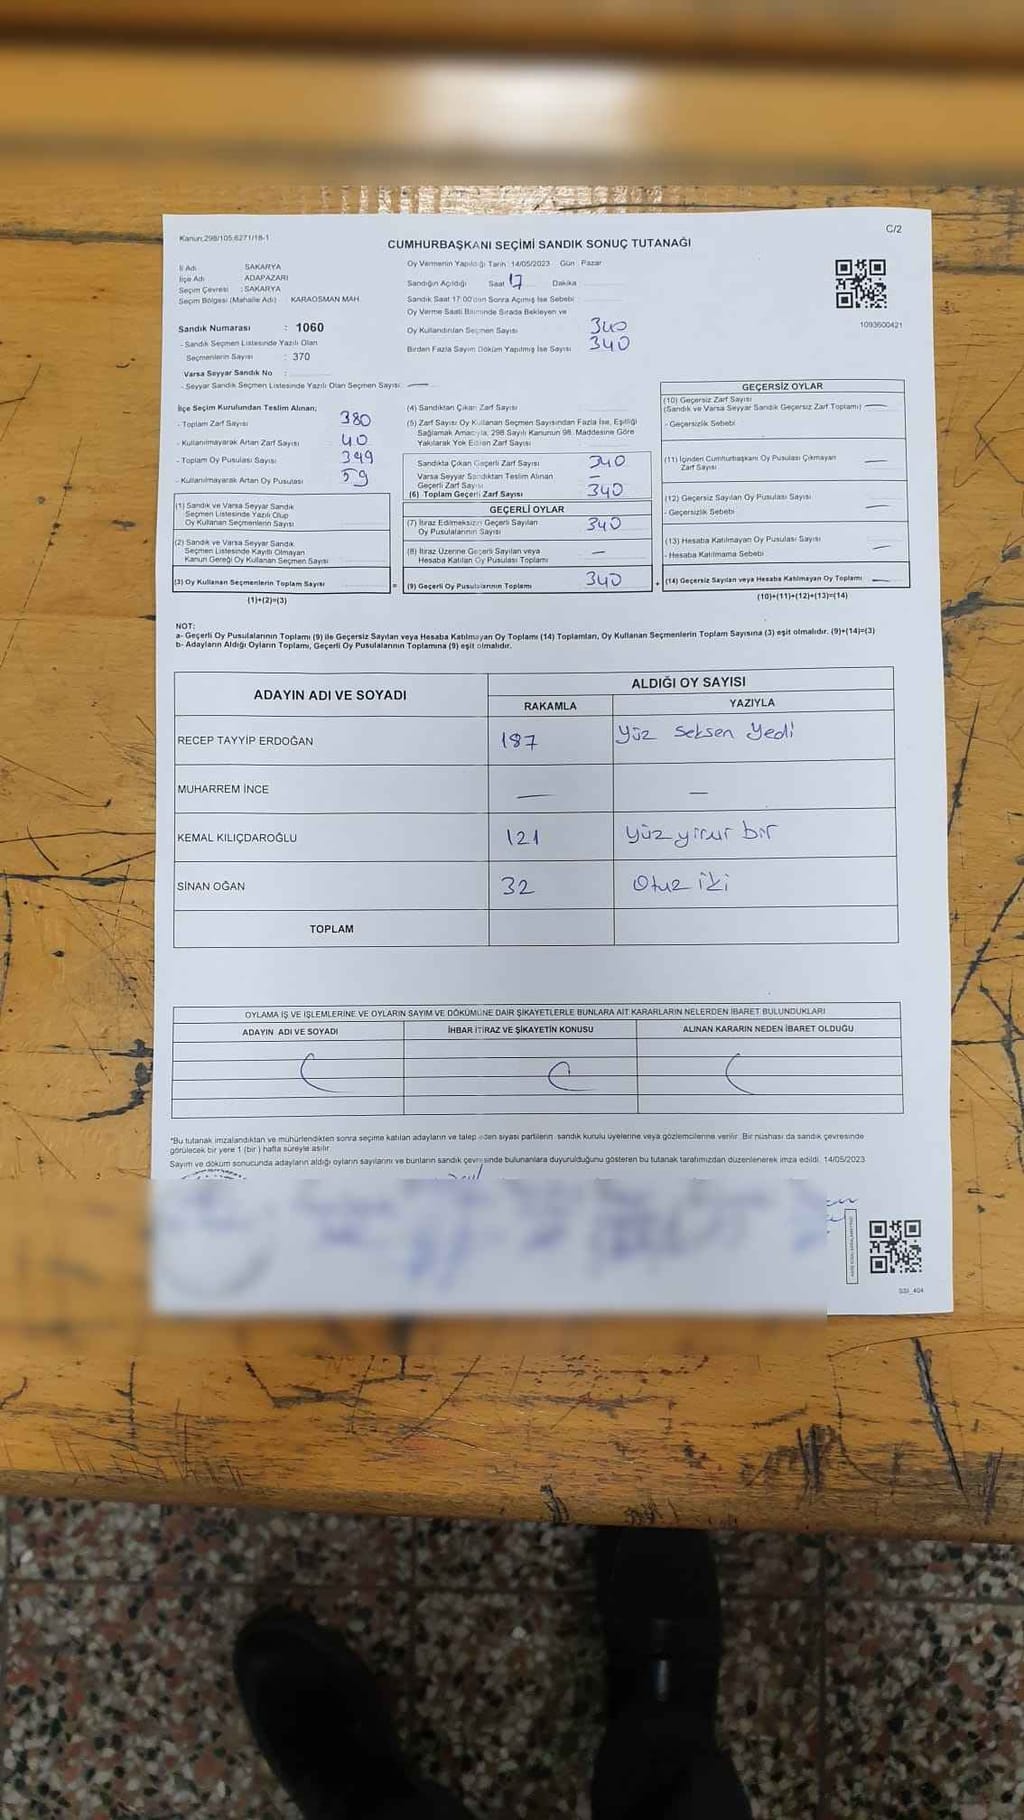 Kanun;298/105;6271/18-1
C/2
CUMHURBAŞKANI SEÇİMİ SANDIK SONUÇ TUTANAĞI
İl Adı : SAKARYA
İlçe Adı : ADAPAZARI
Seçim Çevresi : SAKARYA
Seçim Bölgesi (Mahalle Adı) : KARAOSMAN MAH.
Sandık Numarası : 1060
- Sandık Seçmen Listesinde Yazılı Olan
Seçmenlerin Sayısı : 370
Varsa Seyyar Sandık No :
- Seyyar Sandık Seçmen Listesinde Yazılı Olan Seçmen Sayısı: —
Oy Vermenin Yapıldığı Tarih :14/05/2023 Gün : Pazar
Sandığın Açıldığı Saat 17 Dakika
Sandık Saat 17:00'dan Sonra Açmış İse Sebebi
Oy Verme Saati Bitiminde Sırada Bekleyen ve
Oy Kullandırılan Seçmen Sayısı 340
Birden Fazla Sayım Döküm Yapılmış İse Sayısı 340
1093600421
İlçe Seçim Kurulundan Teslim Alınan;
- Toplam Zarf Sayısı 380
- Kullanılmayarak Artan Zarf Sayısı 40
- Toplam Oy Pusulası Sayısı 399
- Kullanılmayarak Artan Oy Pusulası 59
(1) Sandık ve Varsa Seyyar Sandık
Seçmen Listesinde Yazılı Olup
Oy Kullanan Seçmenlerin Sayısı
(2) Sandık ve Varsa Seyyar Sandık
Seçmen Listesinde Kayıtlı Olmayan
Kanun Gereği Oy Kullanan Seçmen Sayısı
(3) Oy Kullanan Seçmenlerin Toplam Sayısı
(1)+(2)=(3)
(4) Sandıktan Çıkan Zarf Sayısı
(5) Zarf Sayısı Oy Kullanan Seçmen Sayısından Fazla İse, Eşitliği
Sağlamak Amacıyla, 298 Sayılı Kanunun 98. Maddesine Göre
Yakılarak Yok Edilen Zarf Sayısı
Sandıkta Çıkan Geçerli Zarf Sayısı 340
Varsa Seyyar Sandıktan Teslim Alınan
Geçerli Zarf Sayısı —
(6) Toplam Geçerli Zarf Sayısı 340
GEÇERLİ OYLAR
(7) İtiraz Edilmeksizin Geçerli Sayılan
Oy Pusulalarının Sayısı 340
(8) İtiraz Üzerine Geçerli Sayılan veya
Hesaba Katılan Oy Pusulası Toplamı —
= (9) Geçerli Oy Pusulalarının Toplamı 340
GEÇERSİZ OYLAR
(10) Geçersiz Zarf Sayısı
(Sandık ve Varsa Seyyar Sandık Geçersiz Zarf Toplamı) —
- Geçersizlik Sebebi
(11) İçinden Cumhurbaşkanı Oy Pusulası Çıkmayan
Zarf Sayısı —
(12) Geçersiz Sayılan Oy Pusulası Sayısı
- Geçersizlik Sebebi —
(13) Hesaba Katılmayan Oy Pusulası Sayısı
- Hesaba Katılmama Sebebi —
+ (14) Geçersiz Sayılan veya Hesaba Katılmayan Oy Toplamı —
(10)+(11)+(12)+(13)=(14)
NOT:
a- Geçerli Oy Pusulalarının Toplamı (9) ile Geçersiz Sayılan veya Hesaba Katılmayan Oy Toplamı (14) Toplamları, Oy Kullanan Seçmenlerin Toplam Sayısına (3) eşit olmalıdır. (9)+(14)=(3)
b- Adayların Aldığı Oyların Toplamı, Geçerli Oy Pusulalarının Toplamına (9) eşit olmalıdır.
ADAYIN ADI VE SOYADI
ALDIĞI OY SAYISI
RAKAMLA YAZIYLA
RECEP TAYYİP ERDOĞAN 187 Yüz seksen yedi
MUHARREM İNCE — —
KEMAL KILIÇDAROĞLU 121 yüz yirmi bir
SİNAN OĞAN 32 Otuz iki
TOPLAM
OYLAMA İŞ VE İŞLEMLERİNE VE OYLARIN SAYIM VE DÖKÜMÜNE DAİR ŞİKAYETLERLE BUNLARA AİT KARARLARIN NELERDEN İBARET BULUNDUKLARI
ADAYIN ADI VE SOYADI İHBAR İTİRAZ VE ŞİKAYETİN KONUSU ALINAN KARARIN NEDEN İBARET OLDUĞU
*Bu tutanak imzalandıktan ve mühürlendikten sonra seçime katılan adayların ve talep eden siyasi partilerin sandık kurulu üyelerine veya gözlemcilerine verilir. Bir nüshası da sandık çevresinde
görülecek bir yere 1 (bir) hafta süreyle asılır.
Sayım ve döküm sonucunda adayların aldığı oyların sayılarını ve bunların sandık çevresinde bulunanlara duyurulduğunu gösteren bu tutanak tarafımızdan düzenlenerek imza edildi. 14/05/2023
SSI_404